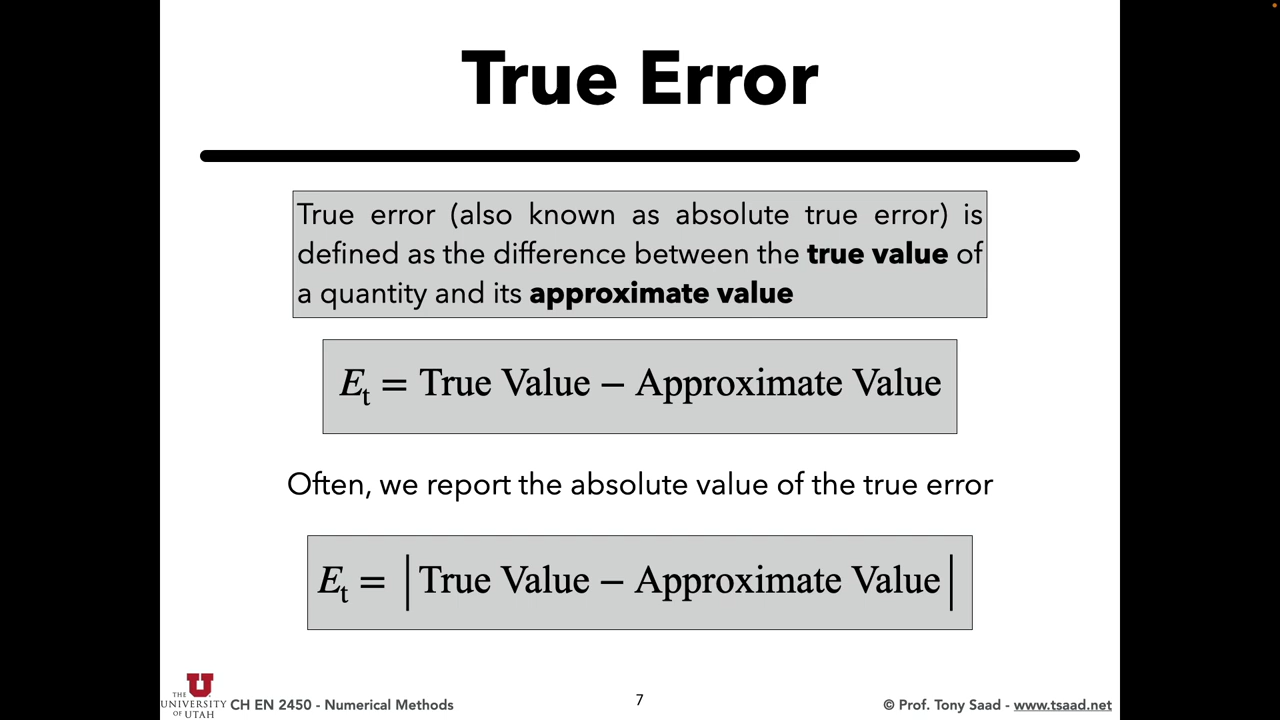 True Error
True error (also known as absolute true error) is
defined as the difference between the true value of
a quantity and its approximate value
Et = True Value − Approximate Value
Often, we report the absolute value of the true error
Et = |True Value − Approximate Value|
THE
UNIVERSITY
OF UTAH
U
CH EN 2450 - Numerical Methods
7
© Prof. Tony Saad - www.tsaad.net